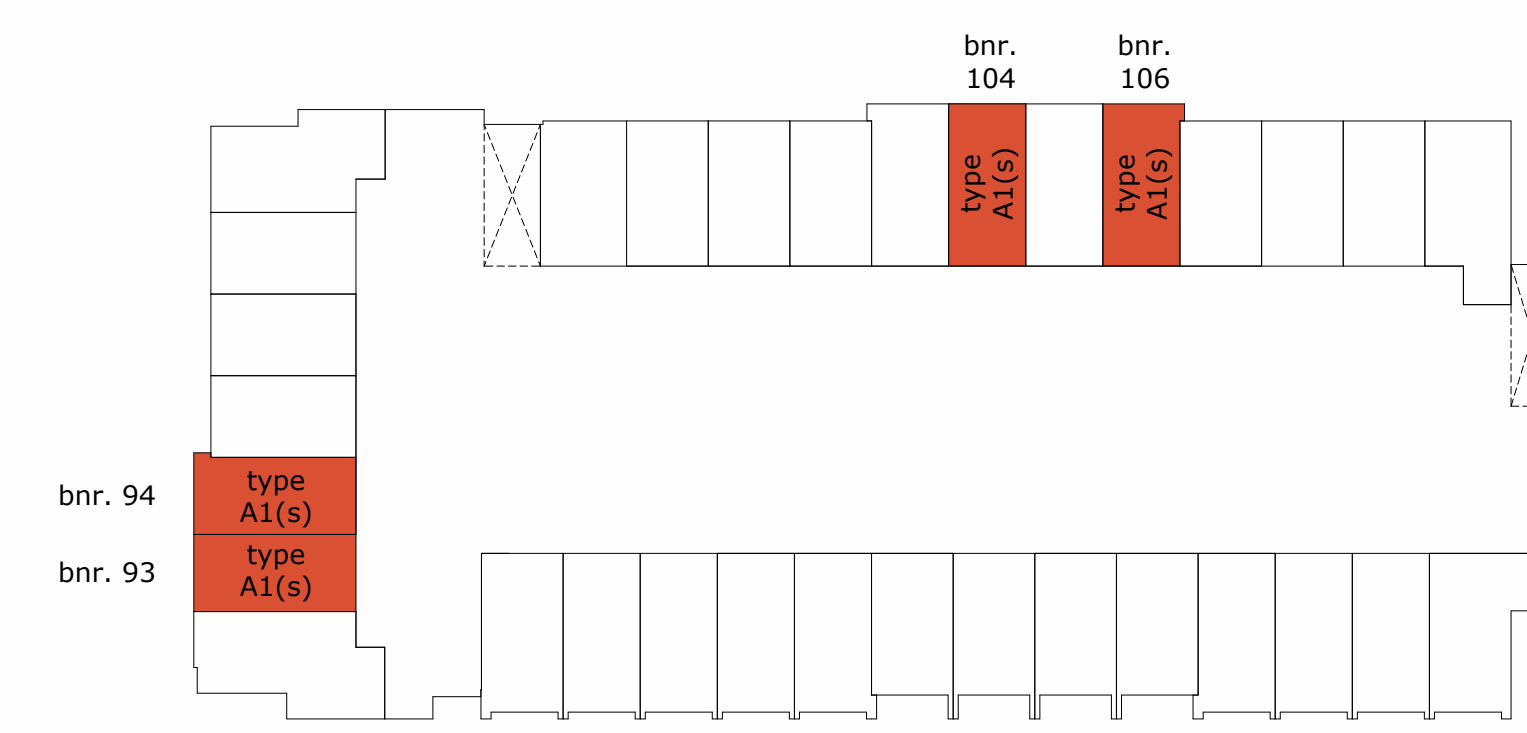 bnr.
104
bnr.
106
type
A1(s)
type
A1(s)
bnr. 94
type
A1(s)
bnr. 93
type
A1(s)